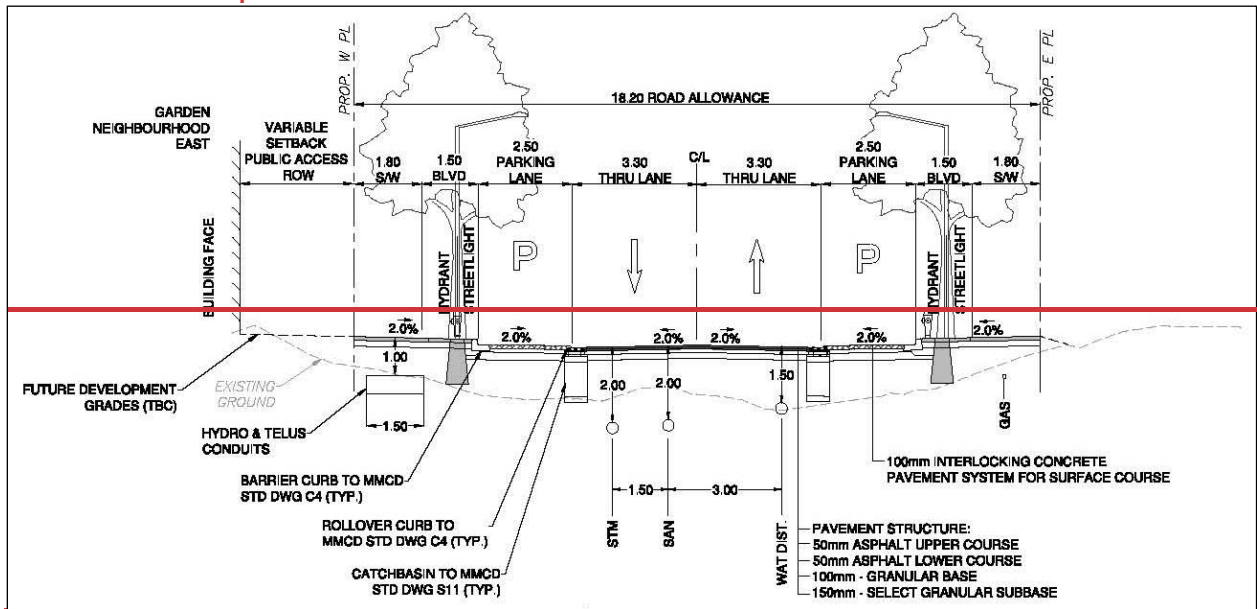 PROP. W PL
PROP. E PL
18.20 ROAD ALLOWANCE
GARDEN
NEIGHBOURHOOD
EAST
VARIABLE
SETBACK
PUBLIC ACCESS
ROW
1.80
S/W
1.50
BLVD
2.50
PARKING
LANE
3.30
THRU LANE
C/L
3.30
THRU LANE
2.50
PARKING
LANE
1.50
BLVD
1.80
S/W
BUILDING FACE
HYDRANT
STREETLIGHT
P
P
HYDRANT
STREETLIGHT
2.0%
2.0%
2.0%
2.0%
2.0%
2.0%
1.00
2.00
2.00
1.50
FUTURE DEVELOPMENT
GRADES (TBC)
EXISTING
GROUND
HYDRO & TELUS
CONDUITS
1.50
GAS
BARRIER CURB TO MMCD
STD DWG C4 (TYP.)
ROLLOVER CURB TO
MMCD STD DWG C4 (TYP.)
CATCHBASIN TO MMCD
STD DWG S11 (TYP.)
1.50
3.00
STM
SAN
WAT DIST.
100mm INTERLOCKING CONCRETE
PAVEMENT SYSTEM FOR SURFACE COURSE
PAVEMENT STRUCTURE:
50mm ASPHALT UPPER COURSE
50mm ASPHALT LOWER COURSE
100mm - GRANULAR BASE
150mm - SELECT GRANULAR SUBBASE